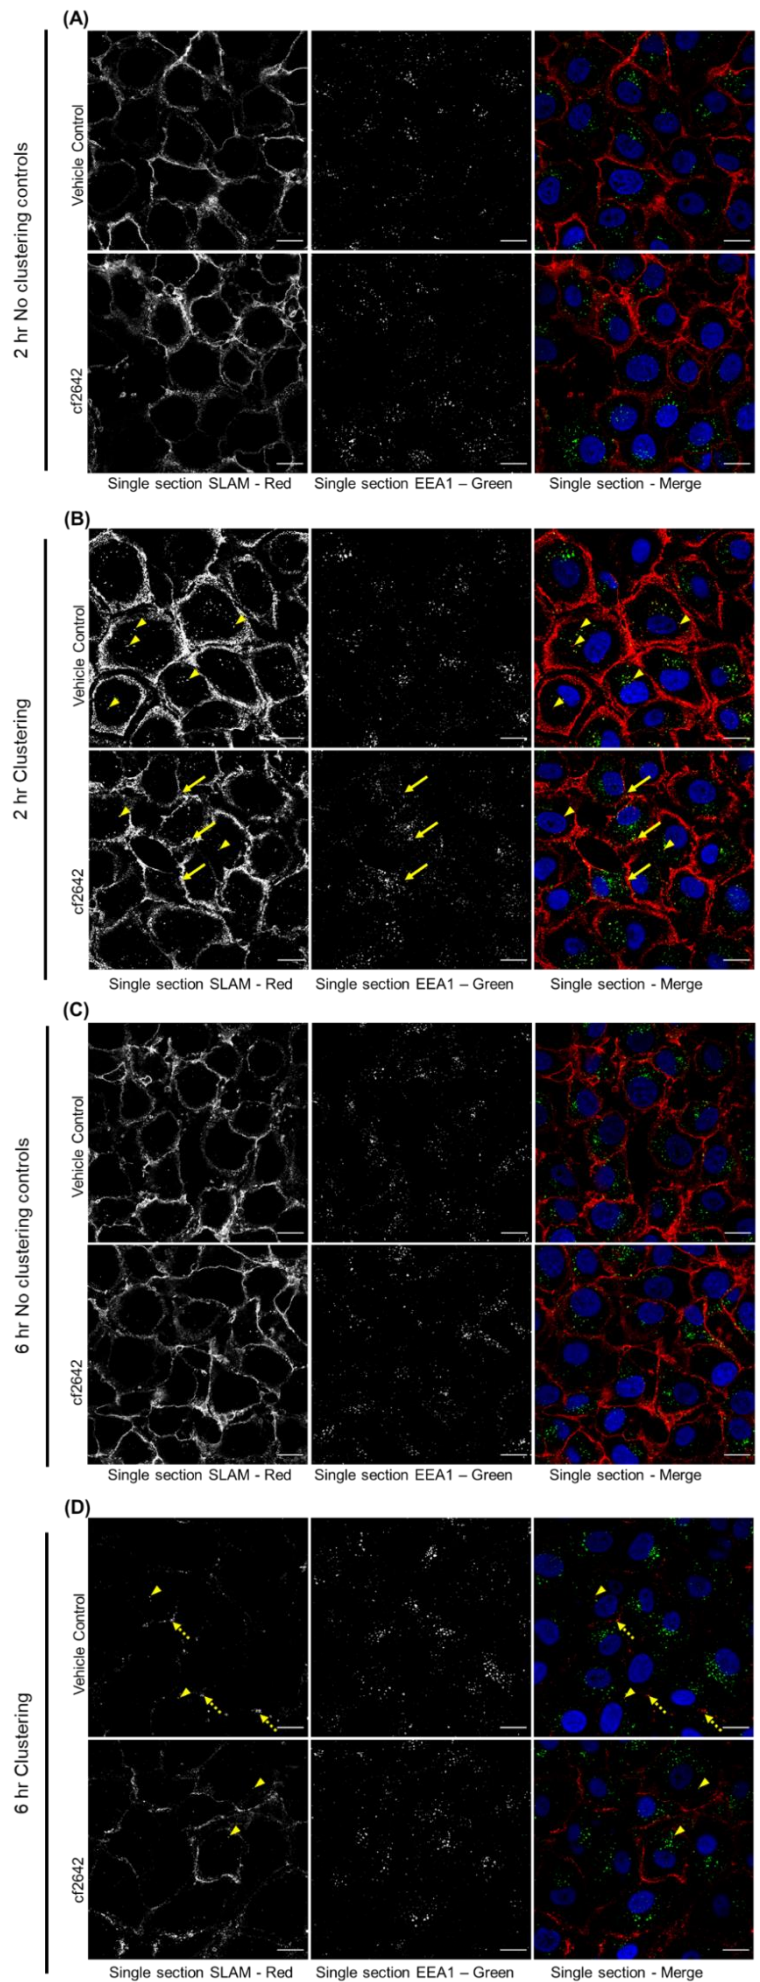 (A)
2 hr No clustering controls
Vehicle Control
cf2642
Single section SLAM - Red
Single section EEA1 – Green
Single section - Merge
(B)
2 hr Clustering
Vehicle Control
cf2642
Single section SLAM - Red
Single section EEA1 – Green
Single section - Merge
(C)
6 hr No clustering controls
Vehicle Control
cf2642
Single section SLAM - Red
Single section EEA1 – Green
Single section - Merge
(D)
6 hr Clustering
Vehicle Control
cf2642
Single section SLAM - Red
Single section EEA1 – Green
Single section - Merge